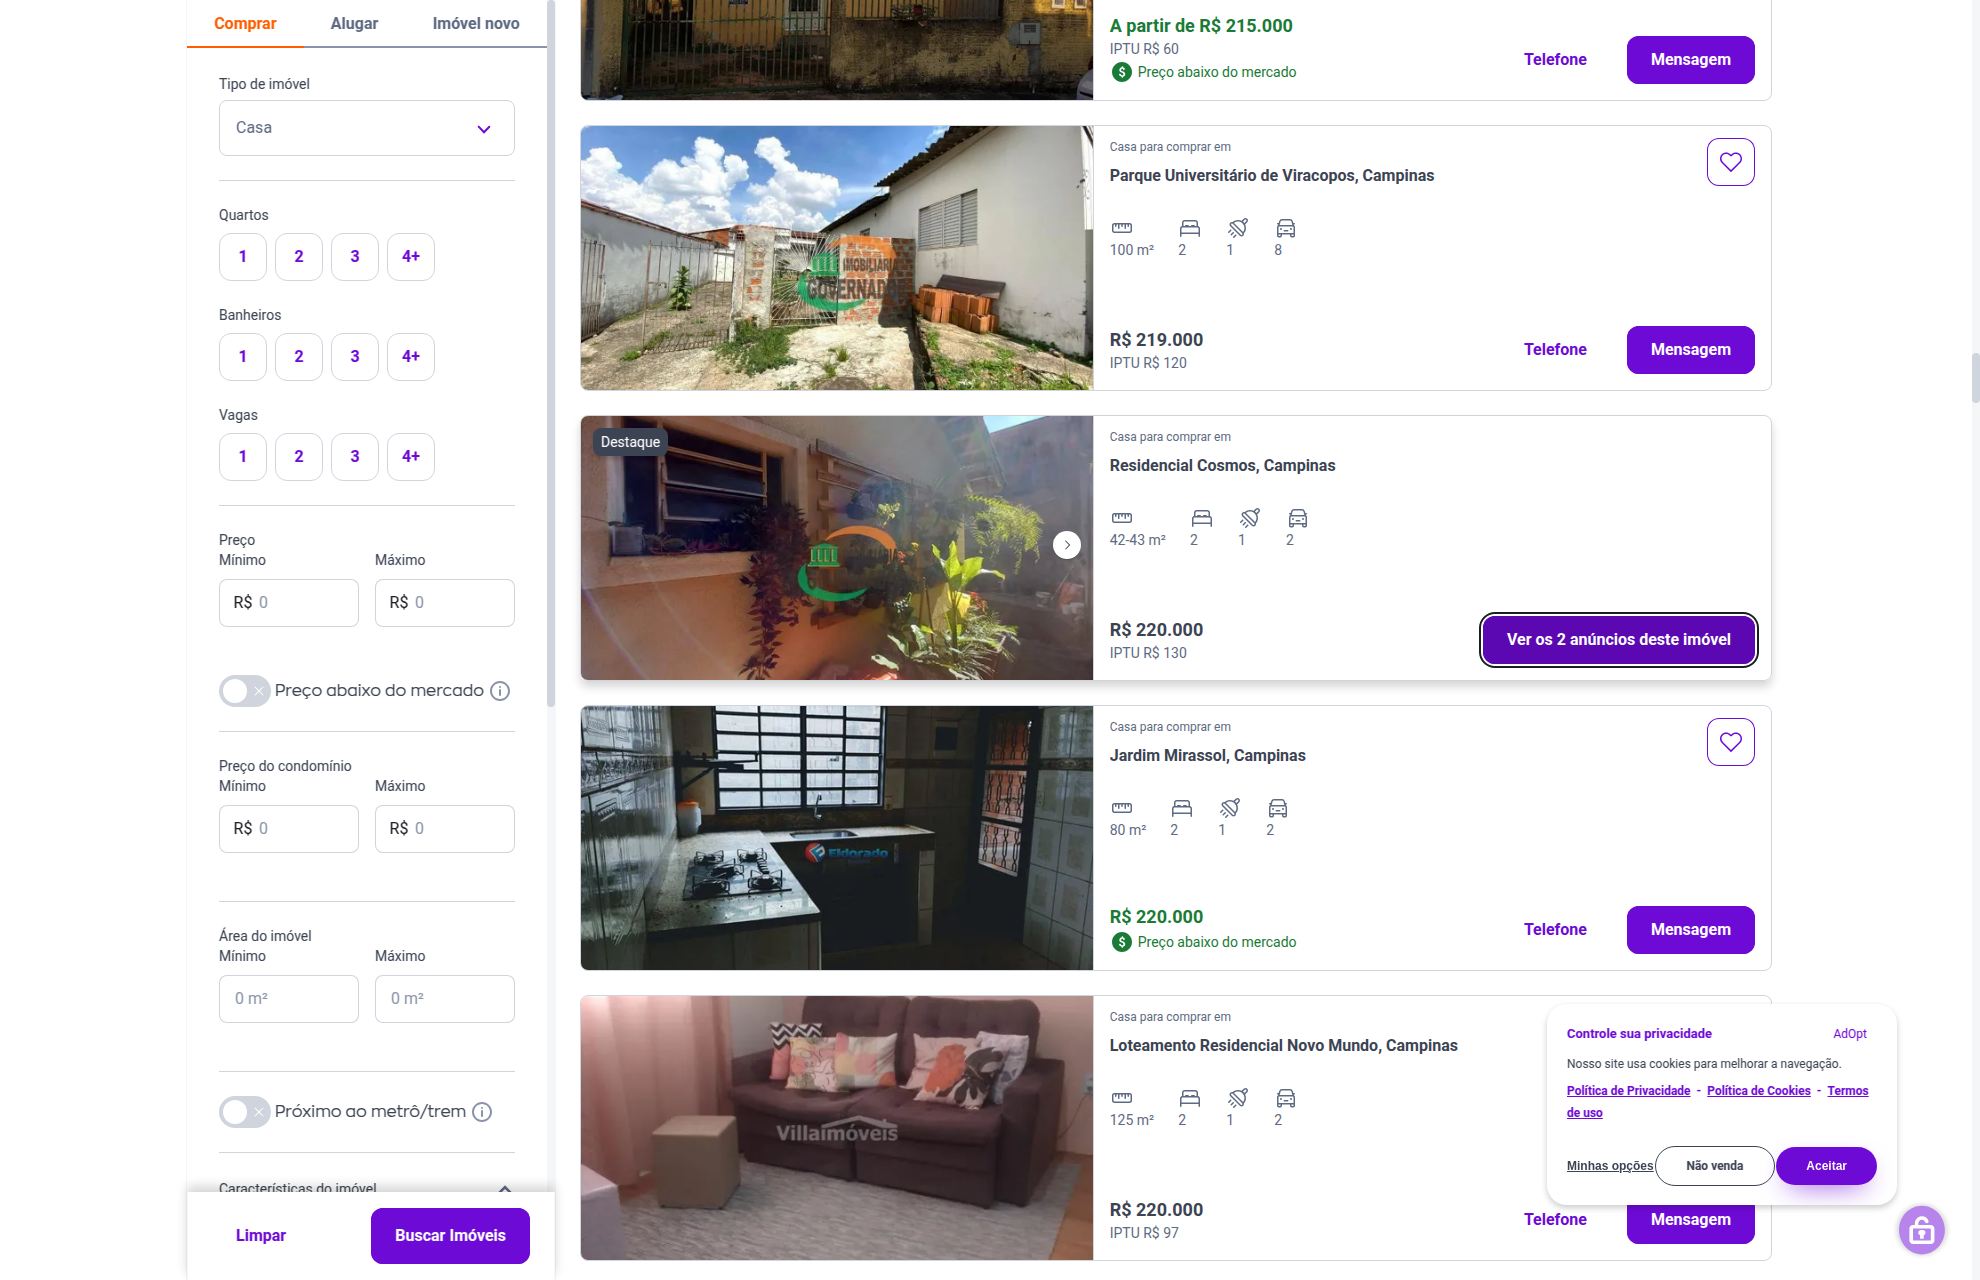 Comprar
Alugar
Imóvel novo
Tipo de imóvel
Casa
Quartos
1
2
3
4+
Banheiros
1
2
3
4+
Vagas
1
2
3
4+
Preço
Mínimo
Máximo
R$ 0
R$ 0
Preço abaixo do mercado
Preço do condomínio
Mínimo
Máximo
R$ 0
R$ 0
Área do imóvel
Mínimo
Máximo
0 m²
0 m²
Próximo ao metrô/trem
Características do imóvel
Limpar
Buscar Imóveis
A partir de R$ 215.000
IPTU R$ 60
Preço abaixo do mercado
Telefone
Mensagem
IMOBILIÁRIA
GOVERNADOR
Casa para comprar em
Parque Universitário de Viracopos, Campinas
100 m²
2
1
8
R$ 219.000
IPTU R$ 120
Telefone
Mensagem
Destaque
Casa para comprar em
Residencial Cosmos, Campinas
42-43 m²
2
1
2
R$ 220.000
IPTU R$ 130
Ver os 2 anúncios deste imóvel
Eldorado
Casa para comprar em
Jardim Mirassol, Campinas
80 m²
2
1
2
R$ 220.000
Preço abaixo do mercado
Telefone
Mensagem
Villaimóveis
Casa para comprar em
Loteamento Residencial Novo Mundo, Campinas
125 m²
2
1
2
R$ 220.000
IPTU R$ 97
Telefone
Mensagem
Controle sua privacidade
AdOpt
Nosso site usa cookies para melhorar a navegação.
Política de Privacidade - Política de Cookies - Termos
de uso
Minhas opções
Não venda
Aceitar